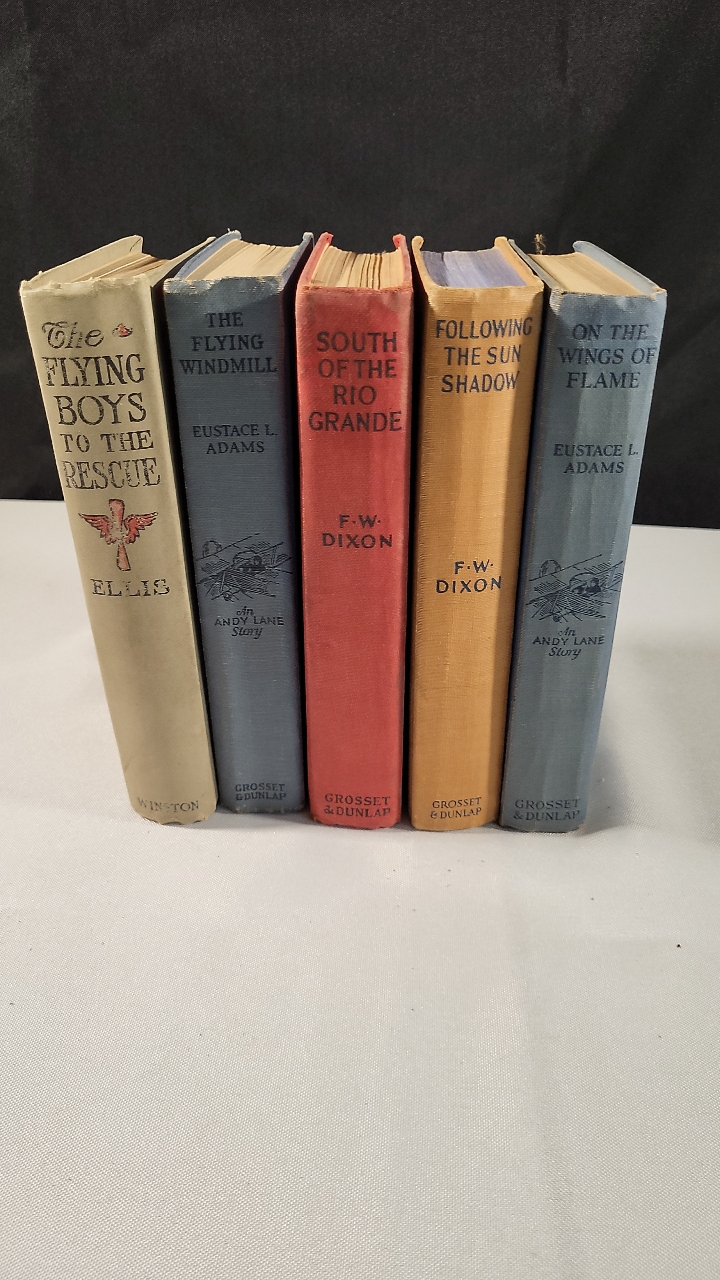 The
FLYING
BOYS
TO THE
RESCUE
ELLIS
WINSTON
THE
FLYING
WINDMILL
EUSTACE L.
ADAMS
An
ANDY LANE
Story
GROSSET
& DUNLAP
SOUTH
OF THE
RIO
GRANDE
F·W·
DIXON
GROSSET
& DUNLAP
FOLLOWING
THE SUN
SHADOW
F·W·
DIXON
GROSSET
& DUNLAP
ON THE
WINGS OF
FLAME
EUSTACE L.
ADAMS
An
ANDY LANE
Story
GROSSET
& DUNLAP